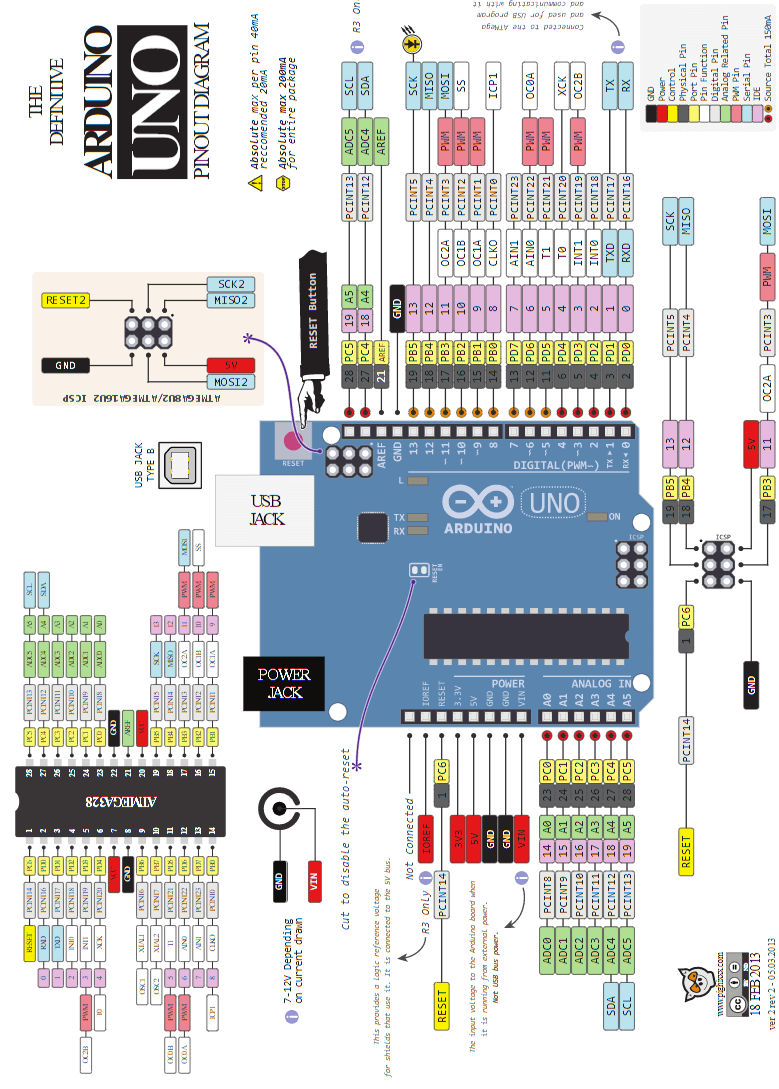 THE
DEFINITIVE
ARDUINO
UNO
PINOUT DIAGRAM
Absolute max per pin 40mA
reccomended 20mA
Absolute max 200mA
for entire package
R3 On
Connected to the ATMega
and used for USB program
and communicating with it
GND
Power
Control
Physical Pin
Port Pin
Pin Function
Digital Pin
Analog Related Pin
PWM Pin
Serial Pin
IDE
Source Total 150mA
SCL
ADC5
PCINT13
A5
19
PC5
28
SDA
ADC4
PCINT12
A4
18
PC4
27
AREF
AREF
21
GND
SCK
PCINT5
13
PB5
19
MISO
PCINT4
12
PB4
18
MOSI
PWM
PCINT3
OC2A
11
PB3
17
SS
PWM
PCINT2
OC1B
10
PB2
16
PWM
PCINT1
OC1A
9
PB1
15
ICP1
PCINT0
CLKO
8
PB0
14
PCINT23
AIN1
7
PD7
13
OC0A
PWM
PCINT22
AIN0
6
PD6
12
PWM
PCINT21
T1
5
PD5
11
XCK
PCINT20
T0
4
PD4
6
OC2B
PWM
PCINT19
INT1
3
PD3
5
PCINT18
INT0
2
PD2
4
TX
PCINT17
TXD
1
PD1
3
RX
PCINT16
RXD
0
PD0
2
RESET2
SCK2
MISO2
GND
5V
MOSI2
ATMEGA8U2/ATMEGA16U2 ICSP
RESET Button
USB JACK
TYPE B
RESET
AREF
GND
13
12
~11
~10
~9
8
7
~6
~5
4
~3
2
TX▸1
RX◂0
DIGITAL(PWM~)
USB
JACK
L
TX
RX
ARDUINO
UNO
ON
RESET
EN
ICSP
POWER
JACK
IOREF
RESET
3.3V
5V
GND
GND
VIN
POWER
A0
A1
A2
A3
A4
A5
ANALOG IN
SCK
PCINT5
13
PB5
19
MISO
PCINT4
12
PB4
18
MOSI
PWM
PCINT3
OC2A
11
PB3
17
5V
ICSP
PC6
1
PCINT14
RESET
GND
SCL
A5
ADC5
PCINT13
PC5
28
SDA
A4
ADC4
PCINT12
PC4
27
A3
ADC3
PCINT11
PC3
26
A2
ADC2
PCINT10
PC2
25
A1
ADC1
PCINT9
PC1
24
A0
ADC0
PCINT8
PC0
23
GND
22
AREF
21
VCC
20
13
SCK
PCINT5
PB5
19
12
MISO
PCINT4
PB4
18
MOSI
PWM
11
OC2A
PCINT3
PB3
17
SS
PWM
10
OC1B
PCINT2
PB2
16
PWM
9
OC1A
PCINT1
PB1
15
ATMEGA328
1
PC6
PCINT14
RESET
2
PD0
PCINT16
RXD
0
3
PD1
PCINT17
TXD
1
4
PD2
PCINT18
INT0
2
5
PD3
PCINT19
INT1
3
PWM
OC2B
6
PD4
PCINT20
XCK
4
T0
7
VCC
8
GND
9
PB6
PCINT6
XTAL1
OSC1
10
PB7
PCINT7
XTAL2
OSC2
11
PD5
PCINT21
T1
5
PWM
OC0B
12
PD6
PCINT22
AIN0
6
PWM
OC0A
13
PD7
PCINT23
AIN1
7
14
PB0
PCINT0
CLKO
8
ICP1
GND
VIN
7-12V Depending
on current drawn
Cut to disable the auto-reset
Not Connected
IOREF
R3 Only
This provides a logic reference voltage
for shields that use it. It is connected to the 5V bus.
PC6
1
PCINT14
RESET
3V3
5V
GND
GND
VIN
The input voltage to the Arduino board when
it is running from external power.
Not USB bus power.
PC0
23
A0
14
PCINT8
ADC0
PC1
24
A1
15
PCINT9
ADC1
PC2
25
A2
16
PCINT10
ADC2
PC3
26
A3
17
PCINT11
ADC3
PC4
27
A4
18
PCINT12
ADC4
SDA
PC5
28
A5
19
PCINT13
ADC5
SCL
www.pighixxx.com
cc
18 FEB 2013
ver 2 rev 2 - 05.03.2013